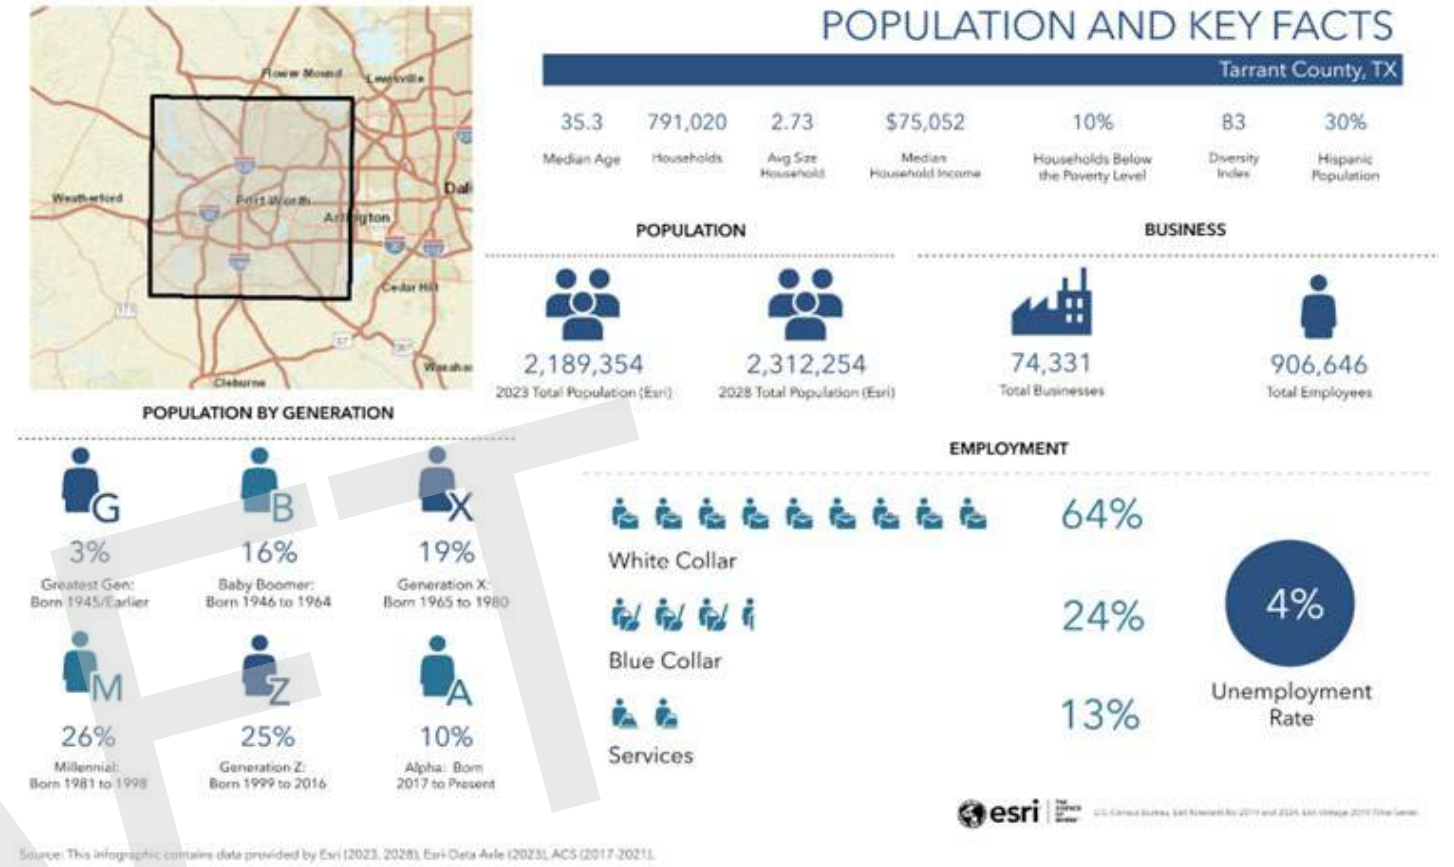 POPULATION AND KEY FACTS
Tarrant County, TX
35.3 791,020 2.73 $75,052 10% 83 30%
Median Age Households Avg Size Household Median Household Income Households Below the Poverty Level Diversity Index Hispanic Population
Flower Mound
Lewisville
Weatherford
Fort Worth
Dal
Arlington
Cedar Hill
Cleburne
POPULATION
BUSINESS
2,189,354
2023 Total Population (Esri)
2,312,254
2028 Total Population (Esri)
74,331
Total Businesses
906,646
Total Employees
POPULATION BY GENERATION
G
3%
Greatest Gen:
Born 1945/Earlier
B
16%
Baby Boomer:
Born 1946 to 1964
X
19%
Generation X:
Born 1965 to 1980
M
26%
Millennial:
Born 1981 to 1998
Z
25%
Generation Z:
Born 1999 to 2016
A
10%
Alpha: Born
2017 to Present
EMPLOYMENT
64%
White Collar
24%
Blue Collar
13%
Services
4%
Unemployment
Rate
esri
Source: This infographic contains data provided by Esri (2023, 2028), Esri-Data Axle (2023), ACS (2017-2021).